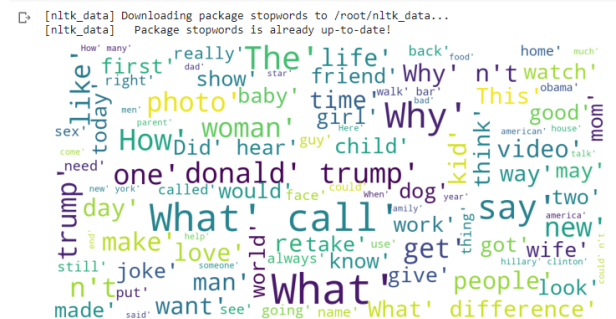 [nltk_data] Downloading package stopwords to /root/nltk_data...
[nltk_data]   Package stopwords is already up-to-date!
How' many'
dad'
really'
The'
life'
back'
food'
home'
much'
like'
first'
right'
show'
star'
friend'
Why'
n't'
watch'
today'
men'
photo'
baby'
time'
walk'
bar'
bad'
This'
obama'
mom'
sex'
parent'
woman'
girl'
Why'
good'
How'
Did' hear'
guy'
Here'
child'
kid'
think'
american'
house'
video'
talk'
come'
need'
one'
donald' trump'
way'
may'
trump'
new' york'
called'
would'
face'
could'
When'
dog'
year'
day'
What' call'
amily'
work'
thing'
say'
two'
america'
new'
end'
make'
help'
love'
world'
retake'
use'
get'
got'
wife'
still'
joke'
someone'
always'
know'
hillary' clinton'
n't'
put'
man'
What'
give'
people'
look'
could' n't'
made'
said'
want'
see'
going'
name'
What' difference'